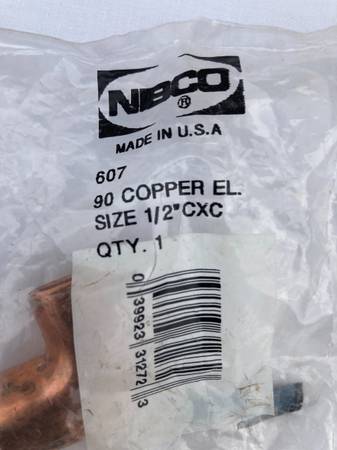 NIBCO®
MADE IN U.S.A
607
90 COPPER EL.
SIZE 1/2"CXC
QTY. 1
0 39923 31272 3